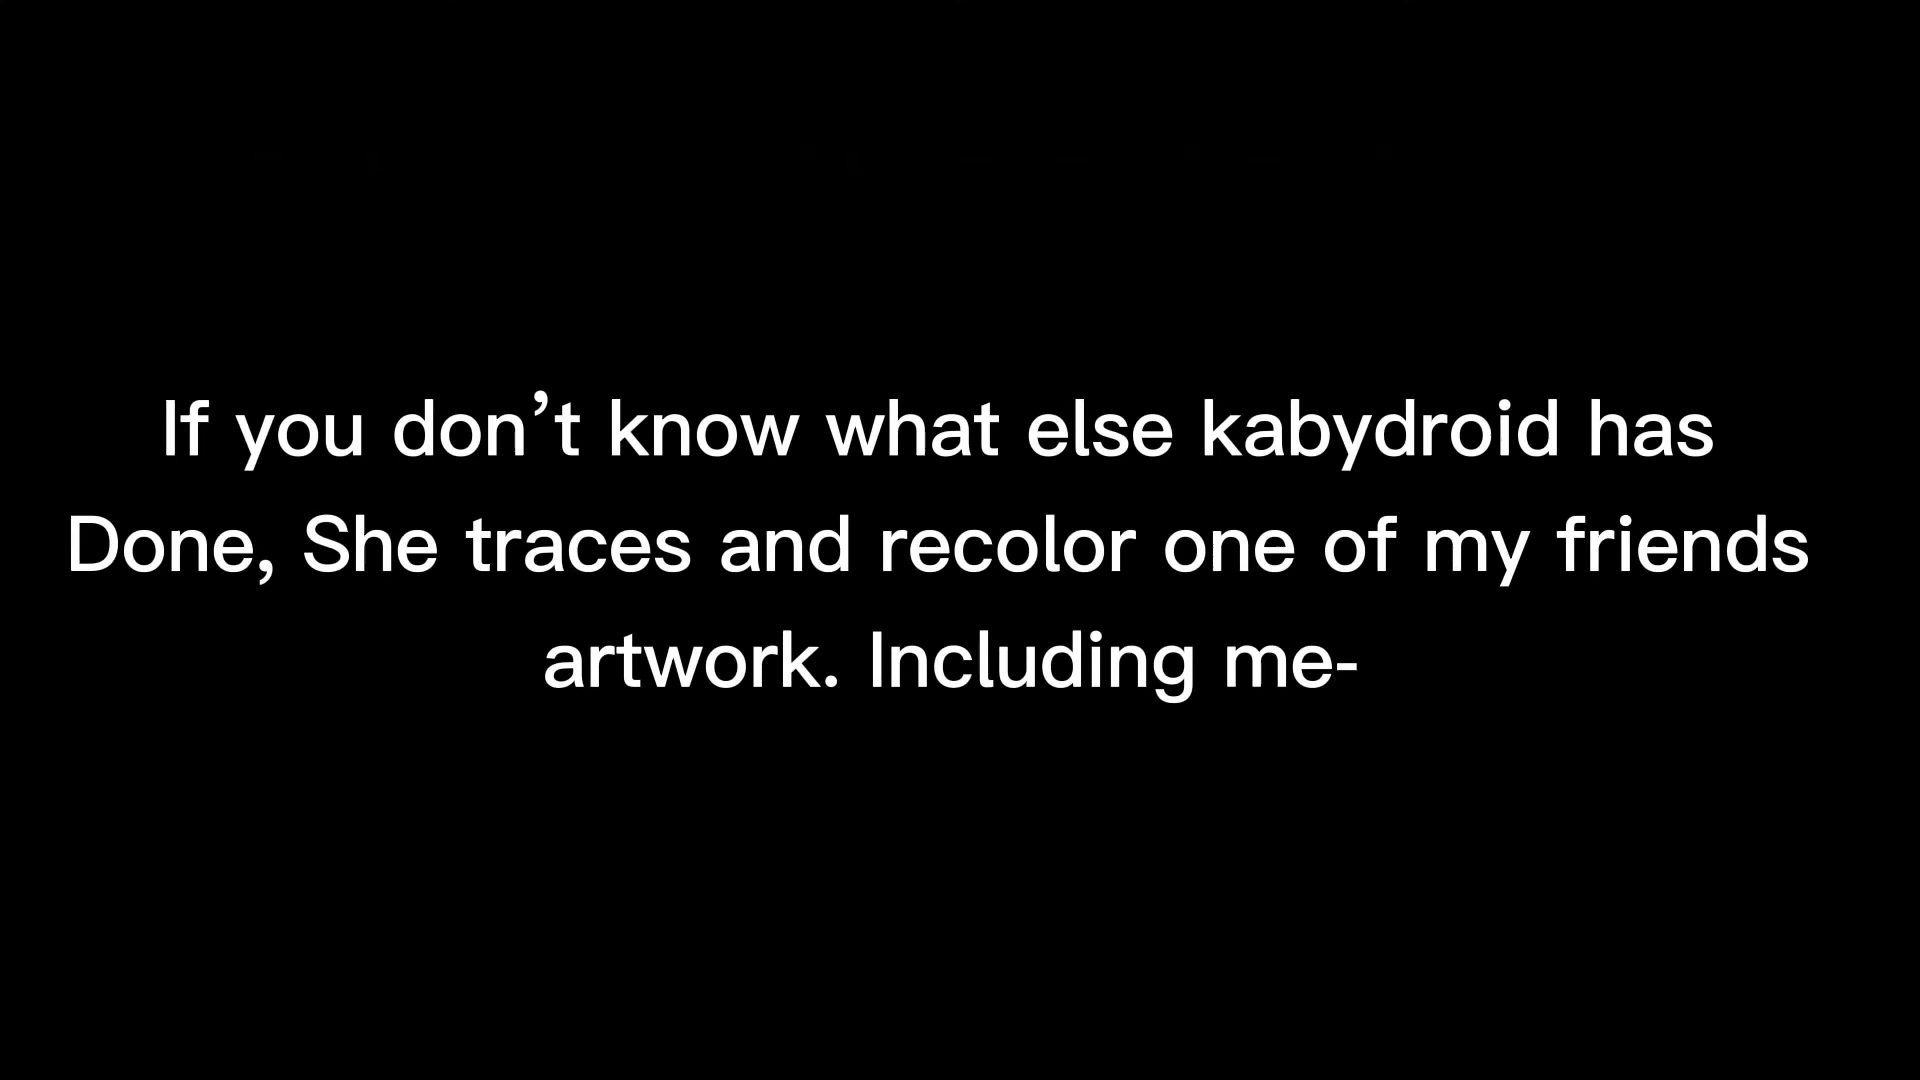 If you don’t know what else kabydroid has
Done, She traces and recolor one of my friends
artwork. Including me-